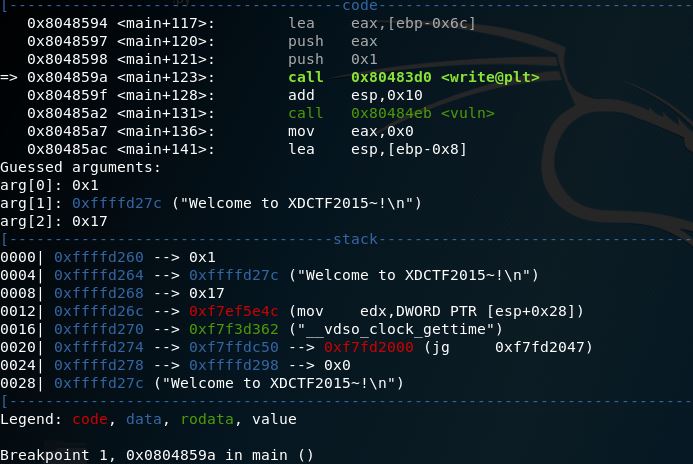 [-------------------------------------code-------------------------------------
   0x8048594 <main+117>:	lea    eax,[ebp-0x6c]
   0x8048597 <main+120>:	push   eax
   0x8048598 <main+121>:	push   0x1
=> 0x804859a <main+123>:	call   0x80483d0 <write@plt>
   0x804859f <main+128>:	add    esp,0x10
   0x80485a2 <main+131>:	call   0x80484eb <vuln>
   0x80485a7 <main+136>:	mov    eax,0x0
   0x80485ac <main+141>:	lea    esp,[ebp-0x8]
Guessed arguments:
arg[0]: 0x1
arg[1]: 0xffffd27c ("Welcome to XDCTF2015~!\n")
arg[2]: 0x17
[------------------------------------stack-------------------------------------
0000| 0xffffd260 --> 0x1
0004| 0xffffd264 --> 0xffffd27c ("Welcome to XDCTF2015~!\n")
0008| 0xffffd268 --> 0x17
0012| 0xffffd26c --> 0xf7ef5e4c (mov    edx,DWORD PTR [esp+0x28])
0016| 0xffffd270 --> 0xf7f3d362 ("__vdso_clock_gettime")
0020| 0xffffd274 --> 0xf7ffdc50 --> 0xf7fd2000 (jg     0xf7fd2047)
0024| 0xffffd278 --> 0xffffd298 --> 0x0
0028| 0xffffd27c ("Welcome to XDCTF2015~!\n")
[------------------------------------------------------------------------------
Legend: code, data, rodata, value
Breakpoint 1, 0x0804859a in main ()